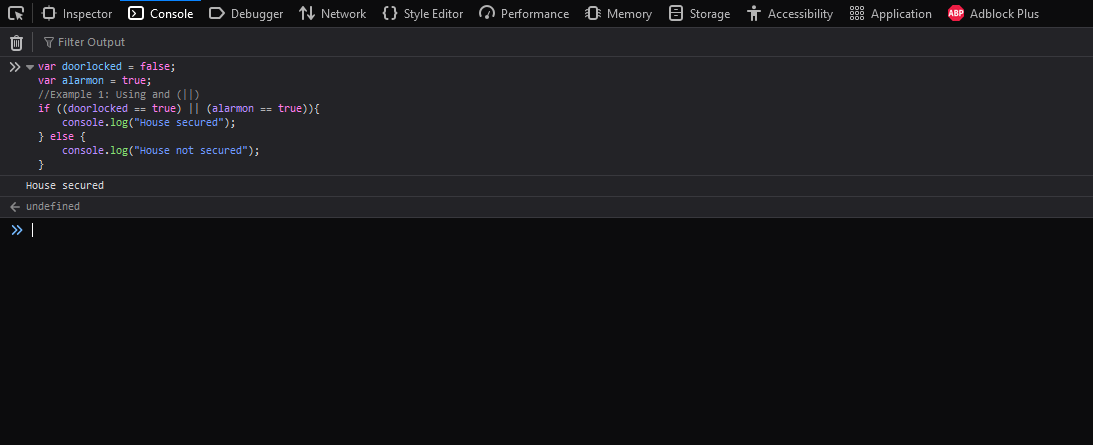 Inspector Console Debugger Network Style Editor Performance Memory Storage Accessibility Application ABP Adblock Plus
Filter Output
var doorlocked = false;
var alarmon = true;
//Example 1: Using and (||)
if ((doorlocked == true) || (alarmon == true)){
    console.log("House secured");
} else {
    console.log("House not secured");
}
House secured
undefined